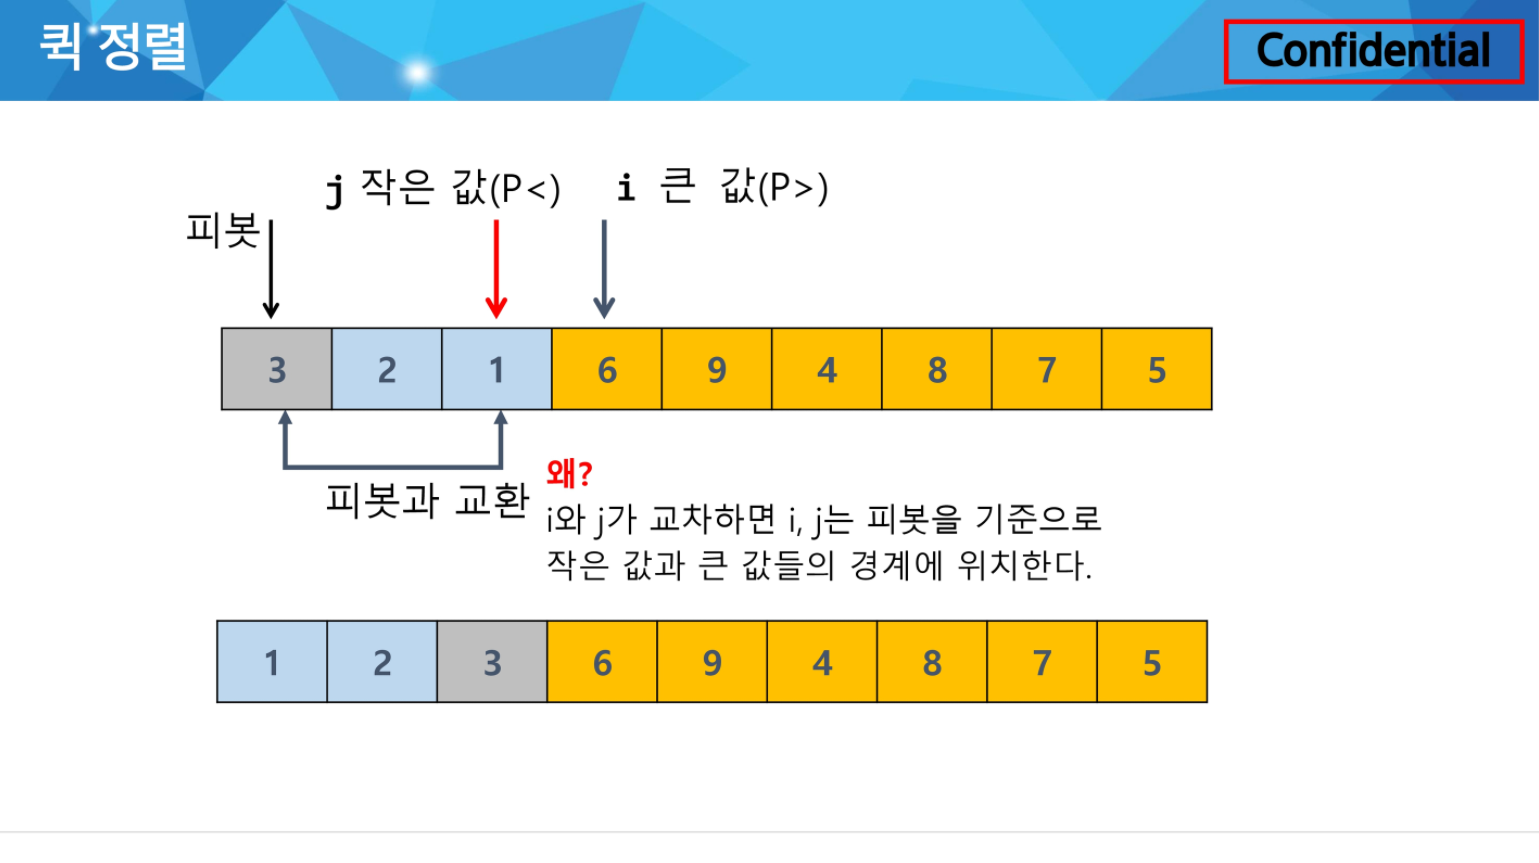 퀵 정렬
Confidential
j 작은 값(P<)
i 큰 값(P>)
피봇
3 2 1 6 9 4 8 7 5
피봇과 교환
왜?
i와 j가 교차하면 i, j는 피봇을 기준으로
작은 값과 큰 값들의 경계에 위치한다.
1 2 3 6 9 4 8 7 5